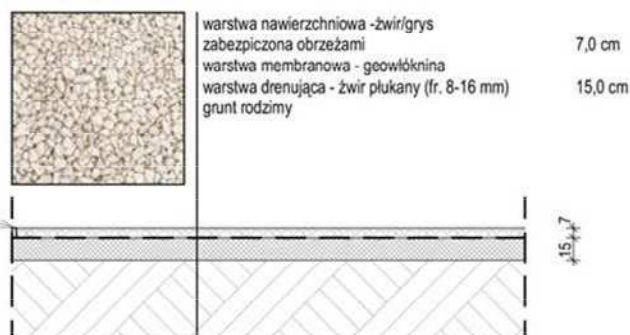 warstwa nawierzchniowa -żwir/grys
zabezpieczona obrzeżami 7,0 cm
warstwa membranowa - geowłóknina
warstwa drenująca - żwir płukany (fr. 8-16 mm) 15,0 cm
grunt rodzimy
7
15